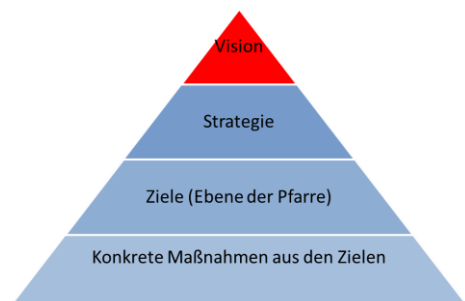 Vision
Strategie
Ziele (Ebene der Pfarre)
Konkrete Maßnahmen aus den Zielen